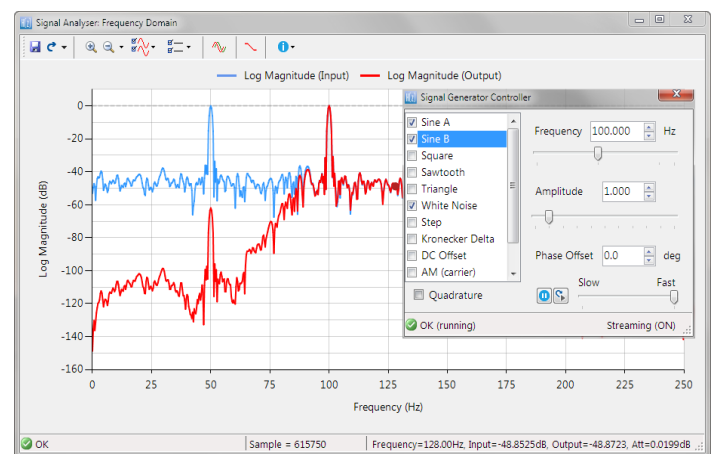 Signal Analyser: Frequency Domain
Log Magnitude (Input) Log Magnitude (Output)
Log Magnitude (dB)
0
-20
-40
-60
-80
-100
-120
-140
-160
0 25 50 75 100 125 150 175 200 225 250
Frequency (Hz)
Signal Generator Controller
Sine A
Sine B
Square
Sawtooth
Triangle
White Noise
Step
Kronecker Delta
DC Offset
AM (carrier)
Quadrature
Frequency 100.000 Hz
Amplitude 1.000
Phase Offset 0.0 deg
Slow Fast
OK (running) Streaming (ON)
OK Sample = 615750 Frequency=128.00Hz, Input=-48.8525dB, Output=-48.8723, Att=0.0199dB